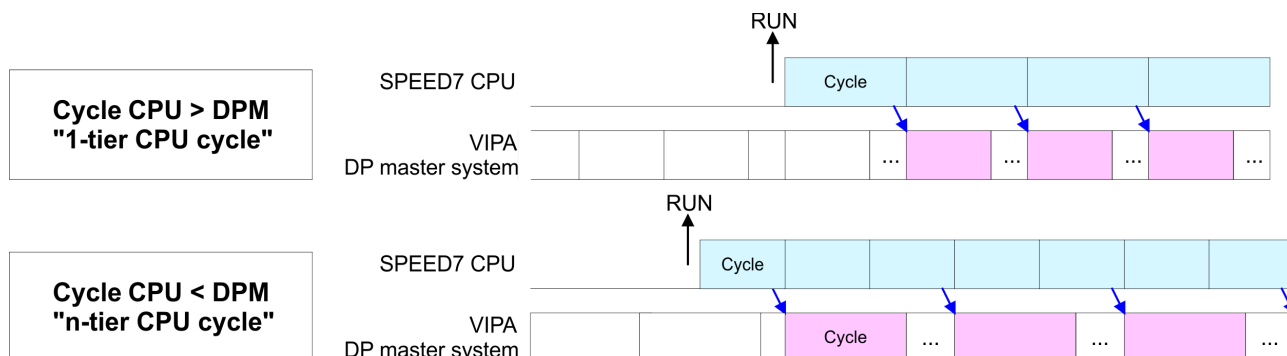 RUN
SPEED7 CPU
Cycle
Cycle CPU > DPM
"1-tier CPU cycle"
VIPA
DP master system
... ... ... ...
RUN
SPEED7 CPU
Cycle
Cycle CPU < DPM
"n-tier CPU cycle"
VIPA
DP master system
Cycle ... ... ...